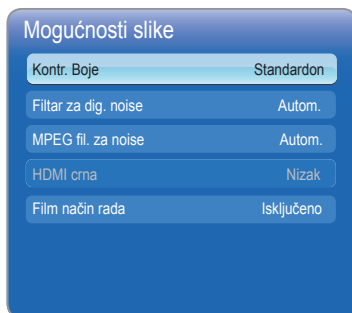 Mogućnosti slike
Kontr. Boje Standardon
Filtar za dig. noise Autom.
MPEG fil. za noise Autom.
HDMI crna Nizak
Film način rada Isključeno